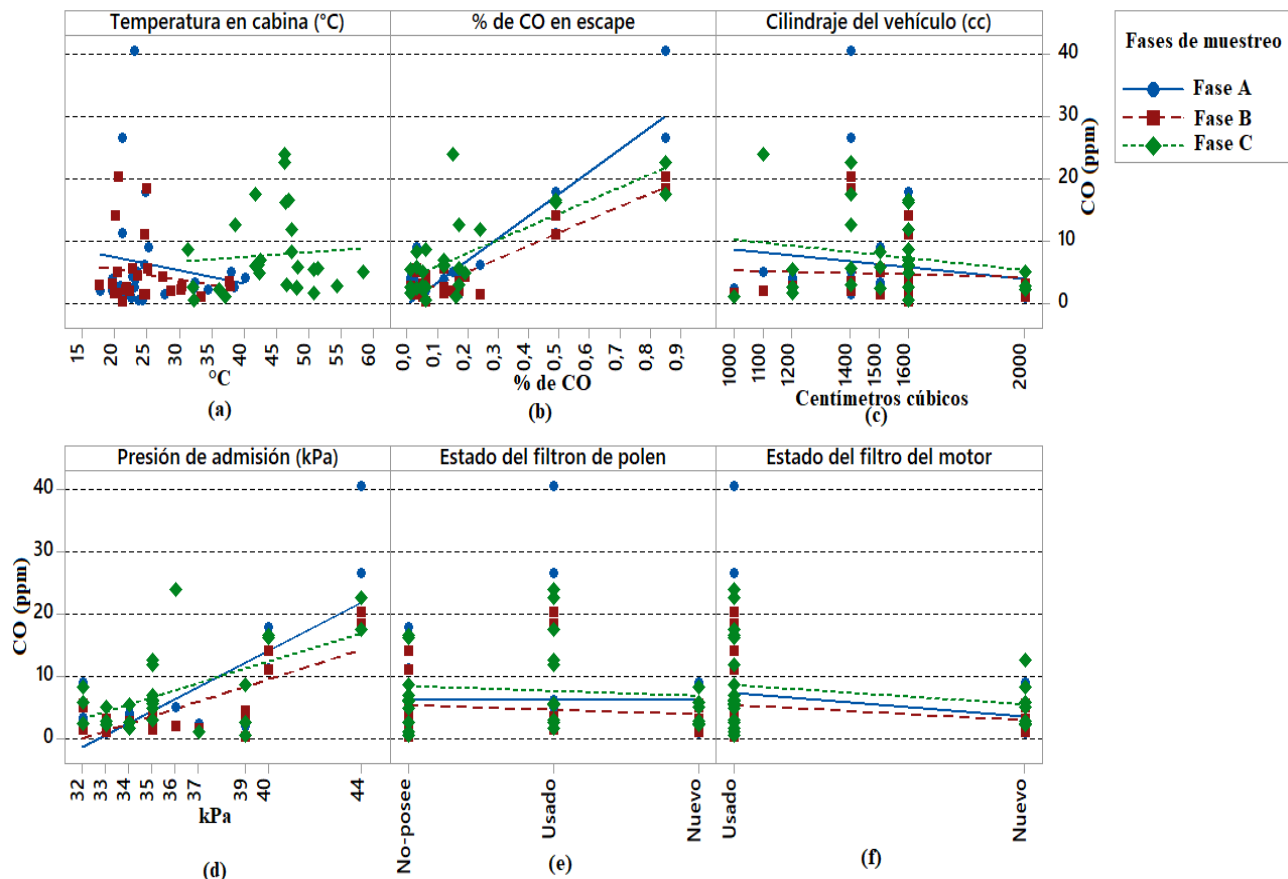 Temperatura en cabina (°C)
% de CO en escape
Cilindraje del vehículo (cc)
Fases de muestreo
Fase A
Fase B
Fase C
40
30
20
10
0
CO (ppm)
15
20
25
30
35
40
45
50
55
60
0,0
0,1
0,2
0,3
0,4
0,5
0,6
0,7
0,8
0,9
1000
1100
1200
1400
1500
1600
2000
°C
% de CO
Centímetros cúbicos
(a)
(b)
(c)
Presión de admisión (kPa)
Estado del filtron de polen
Estado del filtro del motor
40
30
20
10
0
CO (ppm)
32
33
34
35
36
37
39
40
44
No-posee
Usado
Nuevo
Usado
Nuevo
kPa
(d)
(e)
(f)